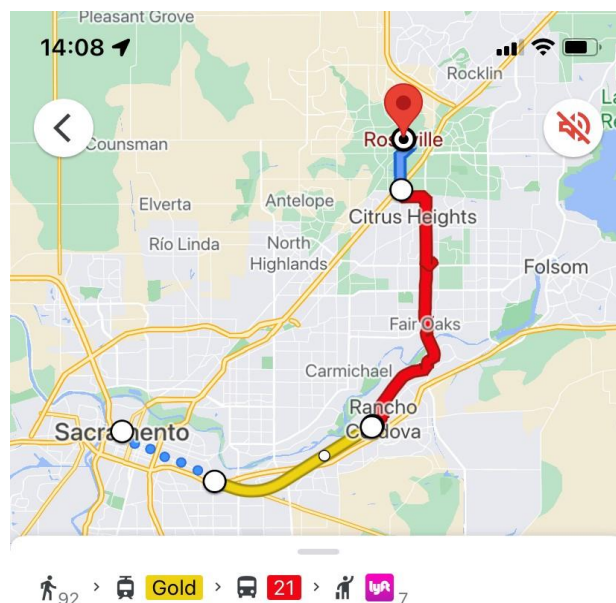 Pleasant Grove
14:08
Rocklin
Counsman
Roseville
Elverta
Antelope
Citrus Heights
Río Linda
North
Highlands
Folsom
Fair Oaks
Carmichael
Rancho
Cordova
Sacramento
92 > Gold > 21 > lyft 7